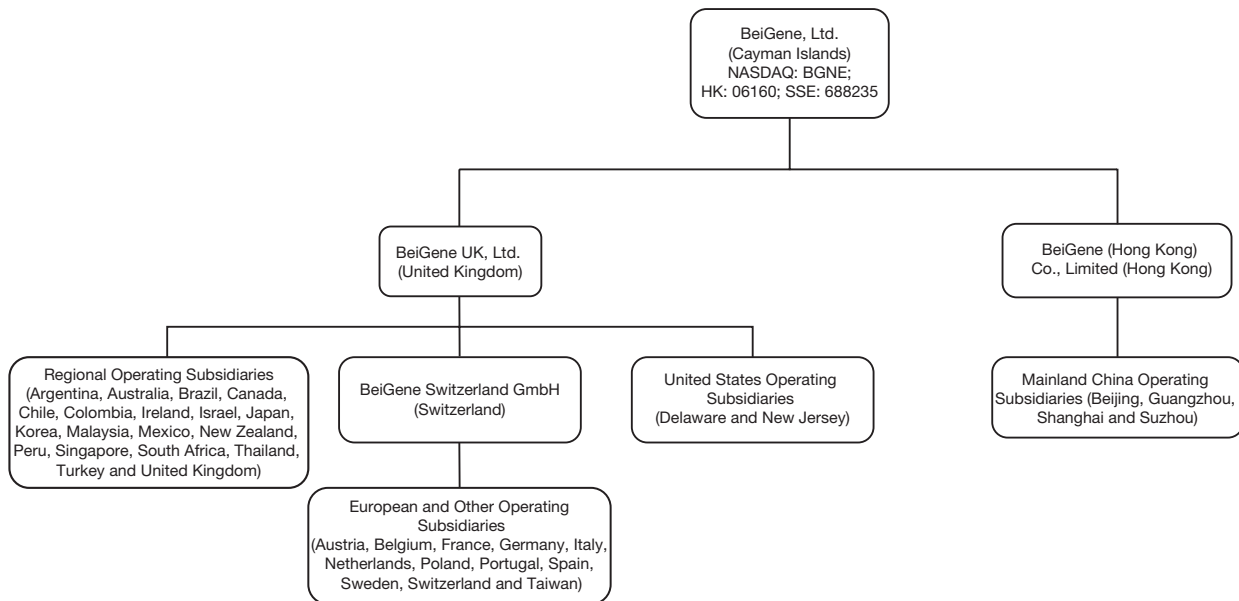 BeiGene, Ltd.
(Cayman Islands)
NASDAQ: BGNE;
HK: 06160; SSE: 688235
BeiGene UK, Ltd.
(United Kingdom)
BeiGene (Hong Kong)
Co., Limited (Hong Kong)
Regional Operating Subsidiaries
(Argentina, Australia, Brazil, Canada,
Chile, Colombia, Ireland, Israel, Japan,
Korea, Malaysia, Mexico, New Zealand,
Peru, Singapore, South Africa, Thailand,
Turkey and United Kingdom)
BeiGene Switzerland GmbH
(Switzerland)
United States Operating
Subsidiaries
(Delaware and New Jersey)
Mainland China Operating
Subsidiaries (Beijing, Guangzhou,
Shanghai and Suzhou)
European and Other Operating
Subsidiaries
(Austria, Belgium, France, Germany, Italy,
Netherlands, Poland, Portugal, Spain,
Sweden, Switzerland and Taiwan)